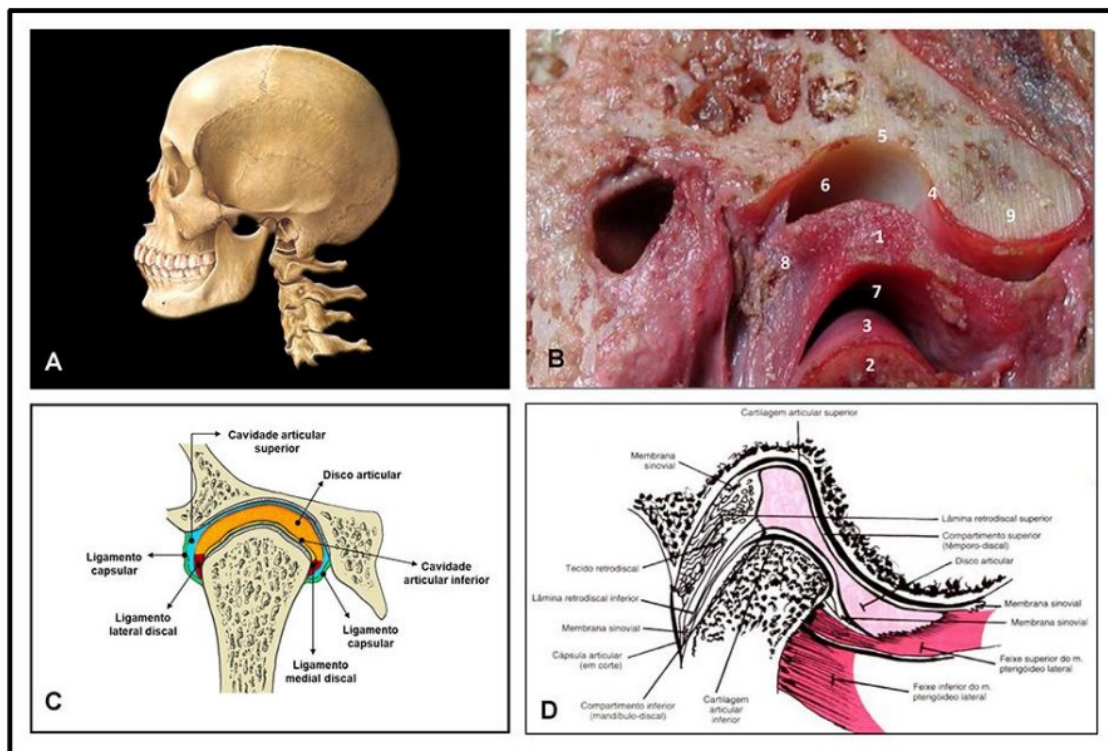 A
B
5
6
4
9
1
8
7
3
2
Cavidade articular
superior
Disco articular
Ligamento
capsular
Cavidade
articular inferior
Ligamento
lateral discal
Ligamento
capsular
Ligamento
medial discal
C
Cartilagem articular superior
Membrana
sinovial
Lâmina retrodiscal superior
Compartimento superior
(têmporo-discal)
Disco articular
Tecido retrodiscal
Lâmina retrodiscal inferior
Membrana sinovial
Membrana sinovial
Membrana sinovial
Cápsula articular
(em corte)
Feixe superior do m.
pterigóideo lateral
Feixe inferior do m.
pterigóideo lateral
Compartimento inferior
(mandíbulo-discal)
Cartilagem
articular
inferior
D